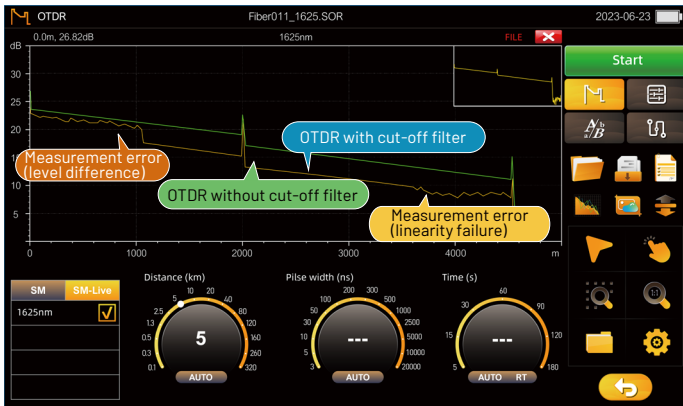 OTDR
Fiber011_1625.SOR
2023-06-23
0.0m, 26.82dB
1625nm
FILE
dB
30
25
20
15
10
5
0
1000
2000
3000
4000
m
Measurement error
(level difference)
OTDR with cut-off filter
OTDR without cut-off filter
Measurement error
(linearity failure)
Start
A/B
a/b
1:1
SM
SM-Live
1625nm
Distance (km)
0.1
0.3
0.5
1.3
2.5
5
10
20
40
80
120
160
260
320
5
AUTO
Pilse width (ns)
3
5
10
30
50
100
200
300
500
1000
2500
5000
10000
20000
---
AUTO
Time (s)
5
15
30
60
90
120
180
---
AUTO RT